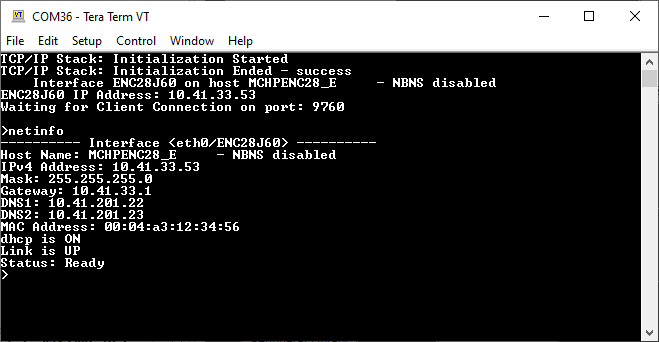 COM36 - Tera Term VT
File Edit Setup Control Window Help
TCP/IP Stack: Initialization Started
TCP/IP Stack: Initialization Ended - success
    Interface ENC28J60 on host MCHPENC28_E     - NBNS disabled
ENC28J60 IP Address: 10.41.33.53
Waiting for Client Connection on port: 9760
>netinfo
---------- Interface <eth0/ENC28J60> ----------
Host Name: MCHPENC28_E     - NBNS disabled
IPv4 Address: 10.41.33.53
Mask: 255.255.255.0
Gateway: 10.41.33.1
DNS1: 10.41.201.22
DNS2: 10.41.201.23
MAC Address: 00:04:a3:12:34:56
dhcp is ON
Link is UP
Status: Ready
>